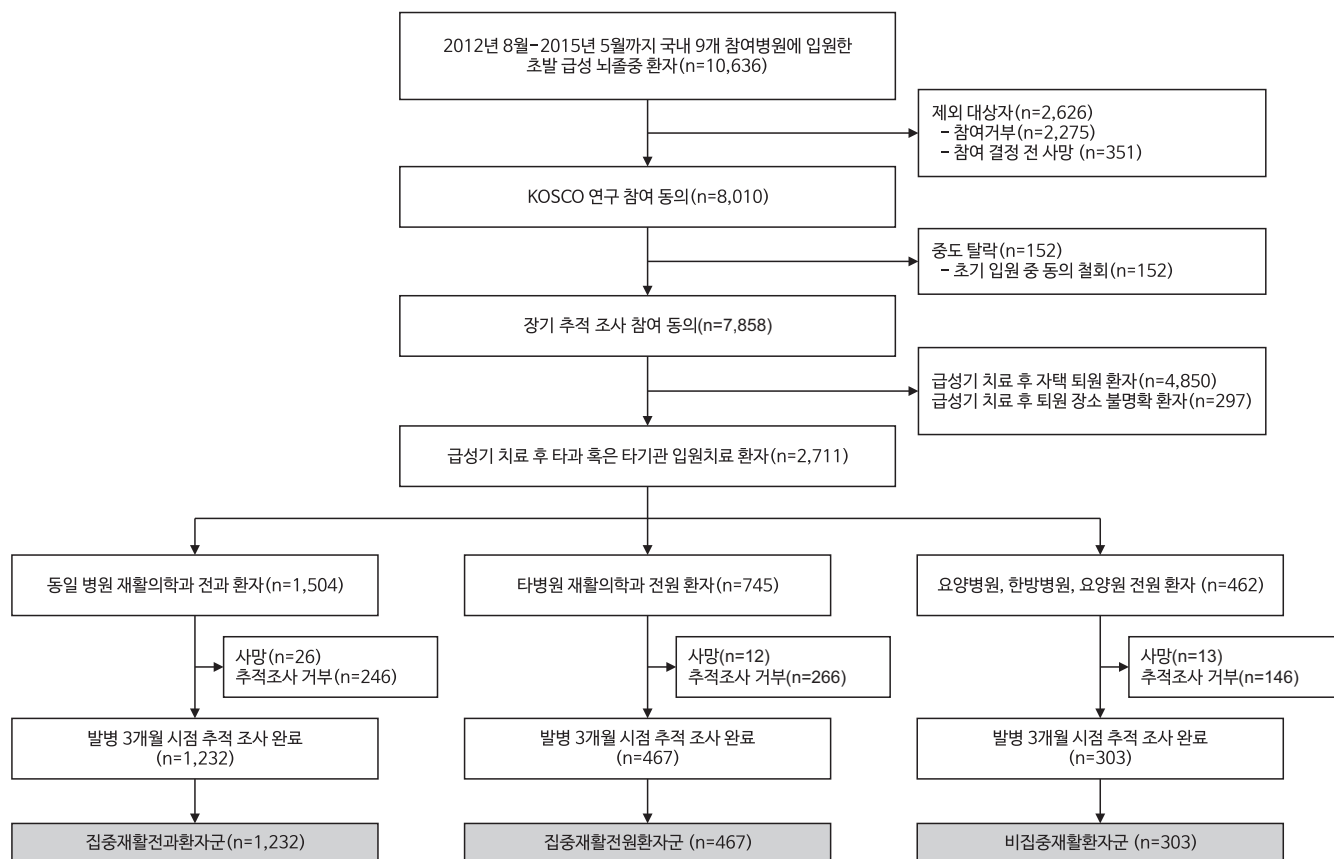 2012년 8월-2015년 5월까지 국내 9개 참여병원에 입원한
초발 급성 뇌졸중 환자(n=10,636)
제외 대상자(n=2,626)
- 참여거부(n=2,275)
- 참여 결정 전 사망 (n=351)
KOSCO 연구 참여 동의(n=8,010)
중도 탈락(n=152)
- 초기 입원 중 동의 철회(n=152)
장기 추적 조사 참여 동의(n=7,858)
급성기 치료 후 자택 퇴원 환자(n=4,850)
급성기 치료 후 퇴원 장소 불명확 환자(n=297)
급성기 치료 후 타과 혹은 타기관 입원치료 환자(n=2,711)
동일 병원 재활의학과 전과 환자(n=1,504)
타병원 재활의학과 전원 환자(n=745)
요양병원, 한방병원, 요양원 전원 환자 (n=462)
사망(n=26)
추적조사 거부(n=246)
사망(n=12)
추적조사 거부(n=266)
사망(n=13)
추적조사 거부(n=146)
발병 3개월 시점 추적 조사 완료
(n=1,232)
발병 3개월 시점 추적 조사 완료
(n=467)
발병 3개월 시점 추적 조사 완료
(n=303)
집중재활전과환자군(n=1,232)
집중재활전원환자군 (n=467)
비집중재활환자군 (n=303)